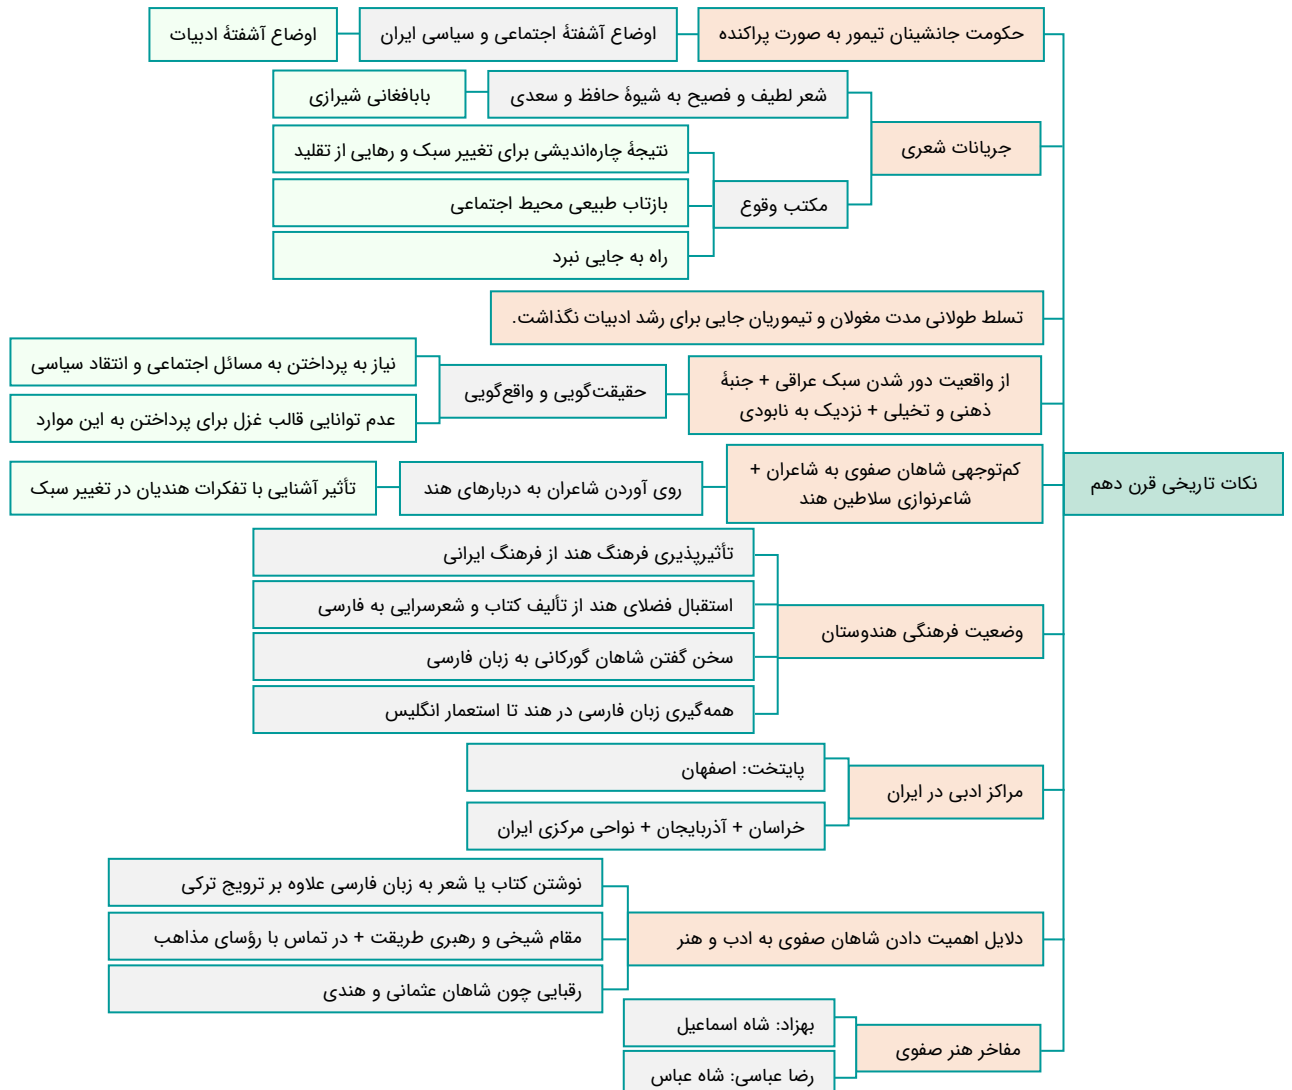 نکات تاریخی قرن دهم
حکومت جانشینان تیمور به صورت پراکنده
اوضاع آشفتهٔ اجتماعی و سیاسی ایران
اوضاع آشفتهٔ ادبیات
جریانات شعری
شعر لطیف و فصیح به شیوهٔ حافظ و سعدی
بابافغانی شیرازی
مکتب وقوع
نتیجهٔ چاره‌اندیشی برای تغییر سبک و رهایی از تقلید
بازتاب طبیعی محیط اجتماعی
راه به جایی نبرد
تسلط طولانی مدت مغولان و تیموریان جایی برای رشد ادبیات نگذاشت.
از واقعیت دور شدن سبک عراقی + جنبهٔ
ذهنی و تخیلی + نزدیک به نابودی
حقیقت‌گویی و واقع‌گویی
نیاز به پرداختن به مسائل اجتماعی و انتقاد سیاسی
عدم توانایی قالب غزل برای پرداختن به این موارد
کم‌توجهی شاهان صفوی به شاعران +
شاعرنوازی سلاطین هند
روی آوردن شاعران به دربارهای هند
تأثیر آشنایی با تفکرات هندیان در تغییر سبک
وضعیت فرهنگی هندوستان
تأثیرپذیری فرهنگ هند از فرهنگ ایرانی
استقبال فضلای هند از تألیف کتاب و شعرسرایی به فارسی
سخن گفتن شاهان گورکانی به زبان فارسی
همه‌گیری زبان فارسی در هند تا استعمار انگلیس
مراکز ادبی در ایران
پایتخت: اصفهان
خراسان + آذربایجان + نواحی مرکزی ایران
دلایل اهمیت دادن شاهان صفوی به ادب و هنر
نوشتن کتاب یا شعر به زبان فارسی علاوه بر ترویج ترکی
مقام شیخی و رهبری طریقت + در تماس با رؤسای مذاهب
رقبایی چون شاهان عثمانی و هندی
مفاخر هنر صفوی
بهزاد: شاه اسماعیل
رضا عباسی: شاه عباس